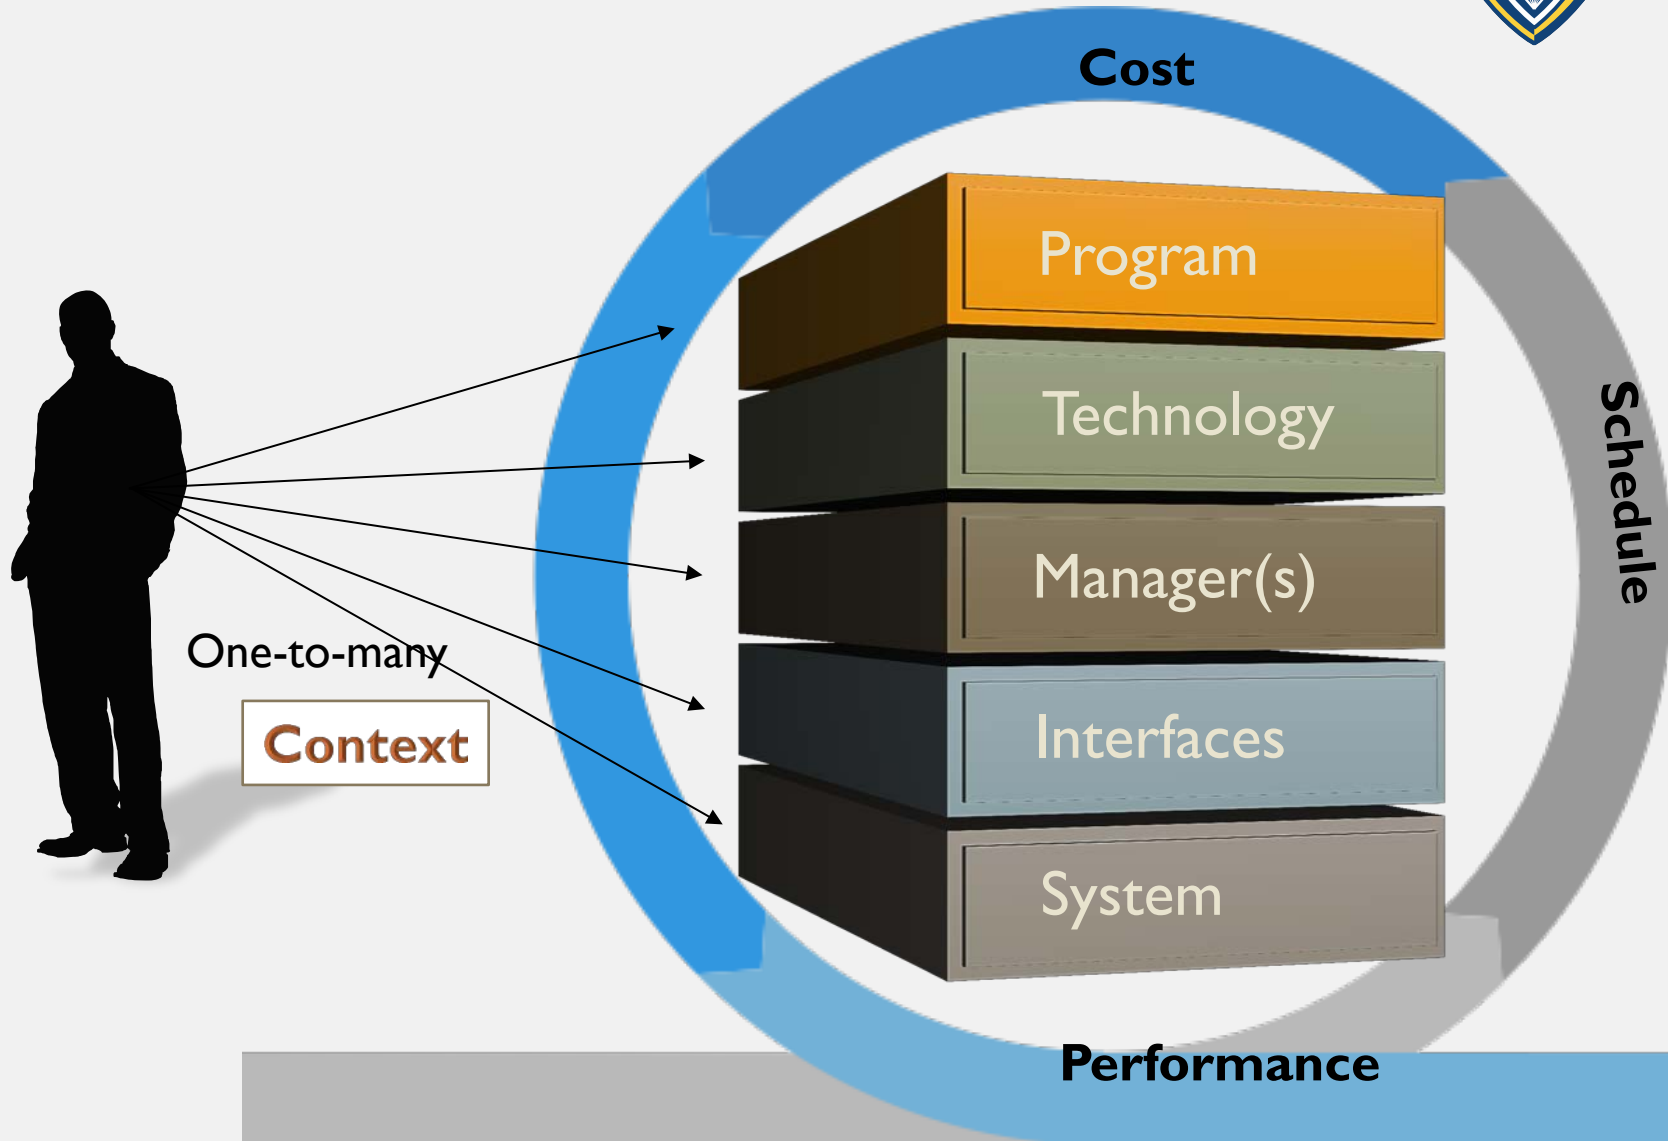 Cost
Program
Technology
Schedule
Manager(s)
One-to-many
Context
Interfaces
System
Performance